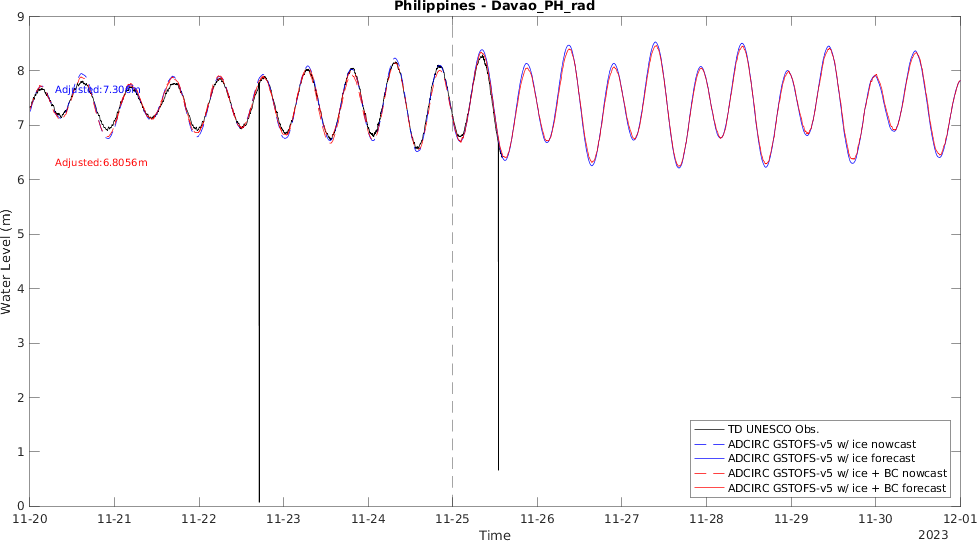 Philippines - Davao_PH_rad
9
8
7
6
5
4
3
2
1
0
Water Level (m)
Adjusted:7.306m
Adjusted:6.8056m
TD UNESCO Obs.
ADCIRC GSTOFS-v5 w/ ice nowcast
ADCIRC GSTOFS-v5 w/ ice forecast
ADCIRC GSTOFS-v5 w/ ice + BC nowcast
ADCIRC GSTOFS-v5 w/ ice + BC forecast
11-20 11-21 11-22 11-23 11-24 11-25 11-26 11-27 11-28 11-29 11-30 12-01
Time
2023